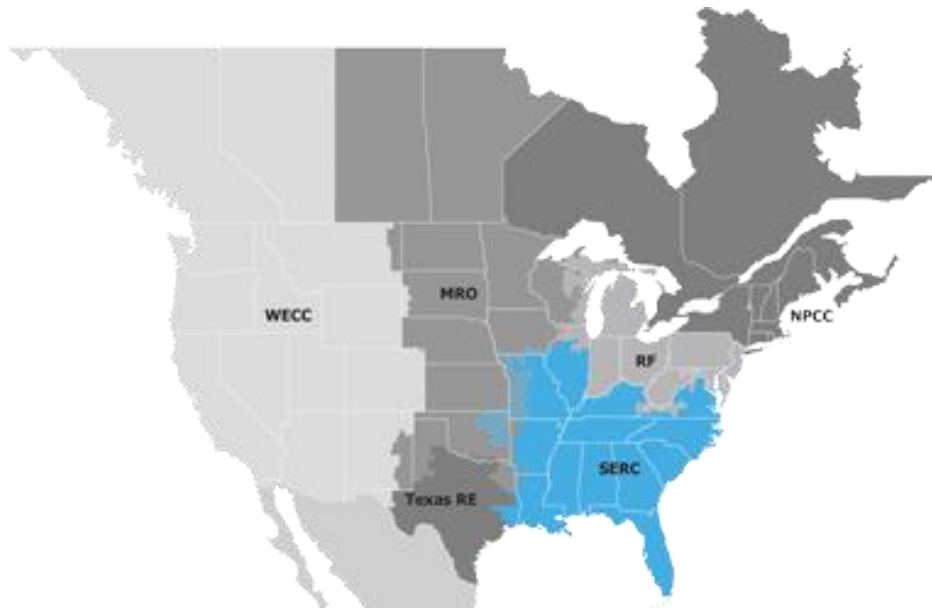 MRO
WECC
NPCC
RF
SERC
Texas RE